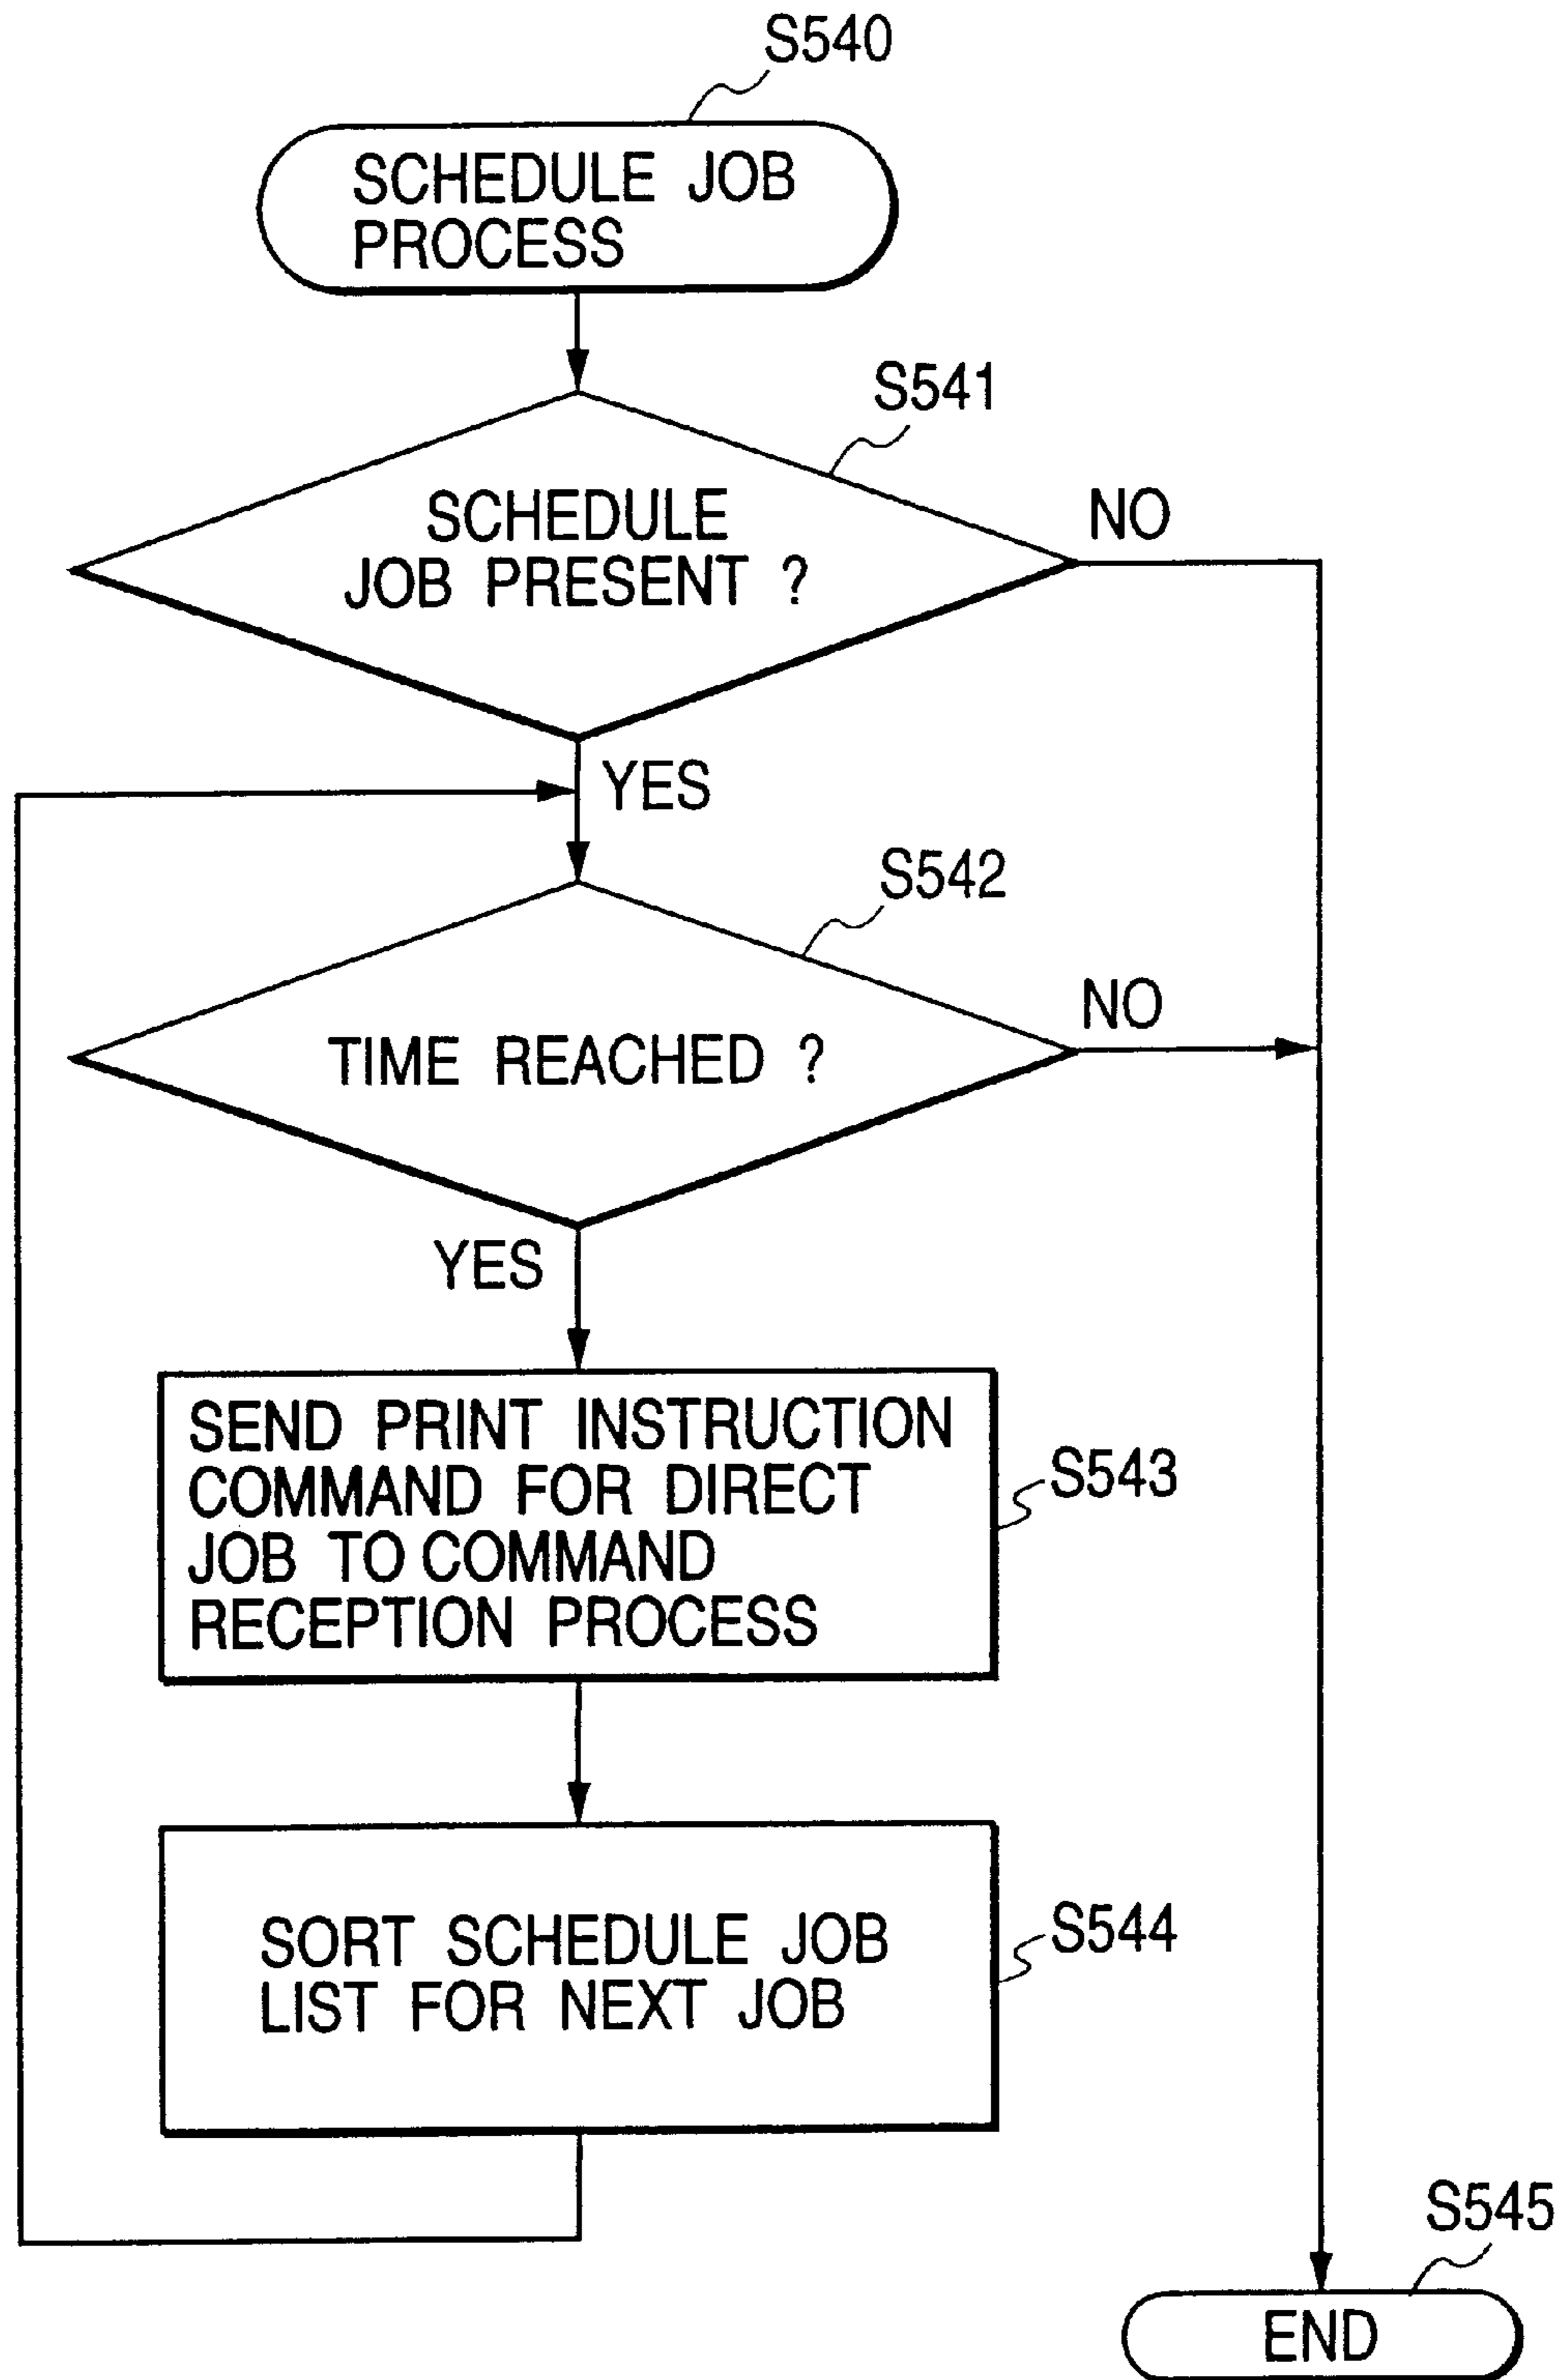 S540
SCHEDULE JOB
PROCESS
S541
SCHEDULE
JOB PRESENT ?
NO
YES
S542
TIME REACHED ?
NO
YES
SEND PRINT INSTRUCTION
COMMAND FOR DIRECT
JOB TO COMMAND
RECEPTION PROCESS
S543
SORT SCHEDULE JOB
LIST FOR NEXT JOB
S544
S545
END